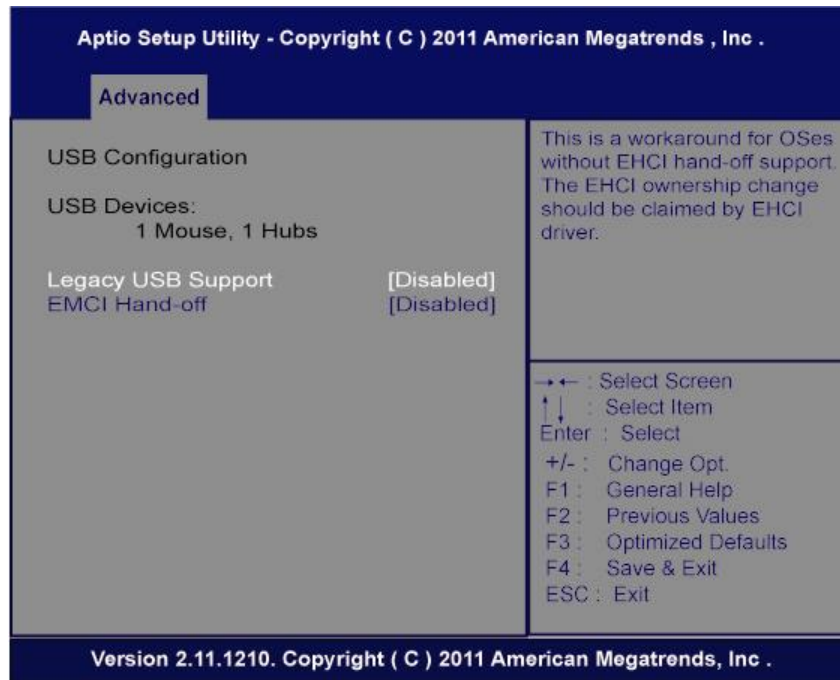 Aptio Setup Utility - Copyright ( C ) 2011 American Megatrends , Inc .
Advanced
USB Configuration
USB Devices:
1 Mouse, 1 Hubs
Legacy USB Support [Disabled]
EMCI Hand-off [Disabled]
This is a workaround for OSes
without EHCI hand-off support.
The EHCI ownership change
should be claimed by EHCI
driver.
→← : Select Screen
↑↓ : Select Item
Enter : Select
+/- : Change Opt.
F1 : General Help
F2 : Previous Values
F3 : Optimized Defaults
F4 : Save & Exit
ESC : Exit
Version 2.11.1210. Copyright ( C ) 2011 American Megatrends, Inc .